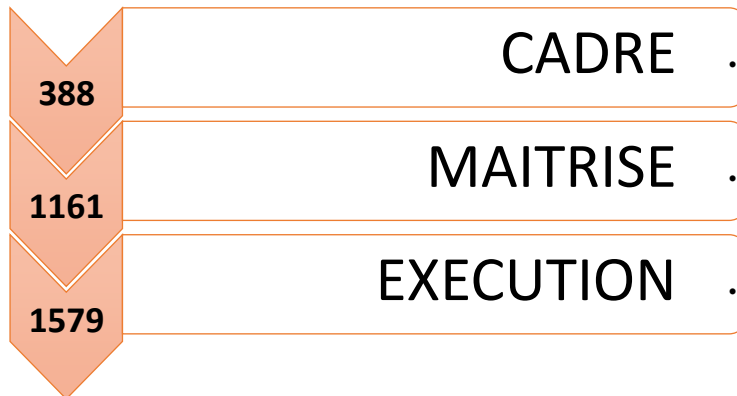 388 CADRE .
1161 MAITRISE .
1579 EXECUTION .